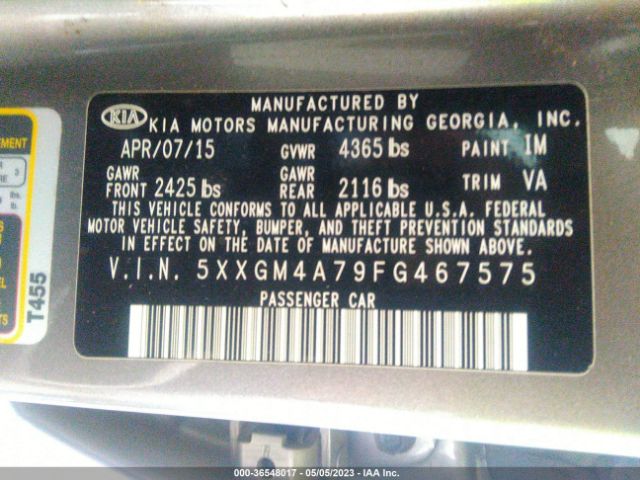 MANUFACTURED BY
KIA KIA MOTORS MANUFACTURING GEORGIA, INC.
APR/07/15 GVWR 4365 lbs PAINT IM
GAWR FRONT 2425 lbs GAWR REAR 2116 lbs TRIM VA
THIS VEHICLE CONFORMS TO ALL APPLICABLE U.S.A. FEDERAL
MOTOR VEHICLE SAFETY, BUMPER, AND THEFT PREVENTION STANDARDS
IN EFFECT ON THE DATE OF MANUFACTURE SHOWN ABOVE.
V.I.N. 5XXGM4A79FG467575
PASSENGER CAR
T455
3
lbs.
lb
000-36548017 - 05/05/2023 - IAA Inc.